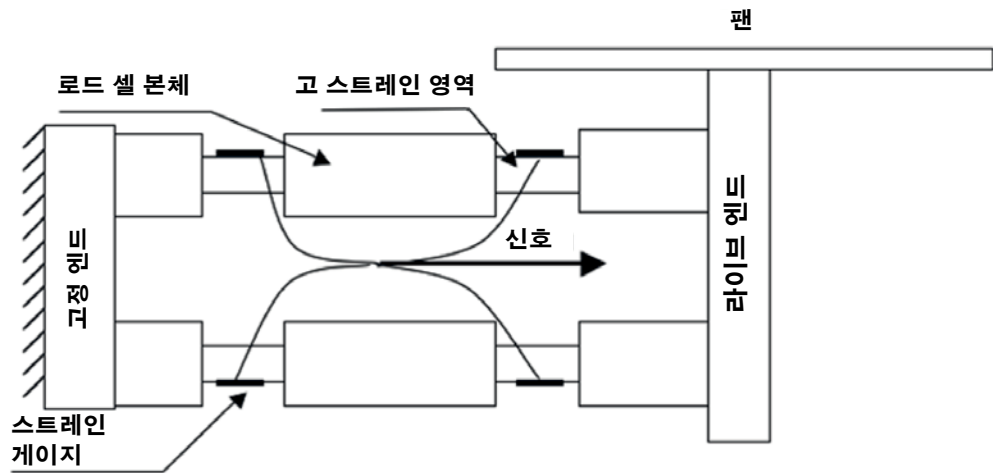 팬
로드 셀 본체
고 스트레인 영역
신호
고정 엔드
라이브 엔드
스트레인
게이지